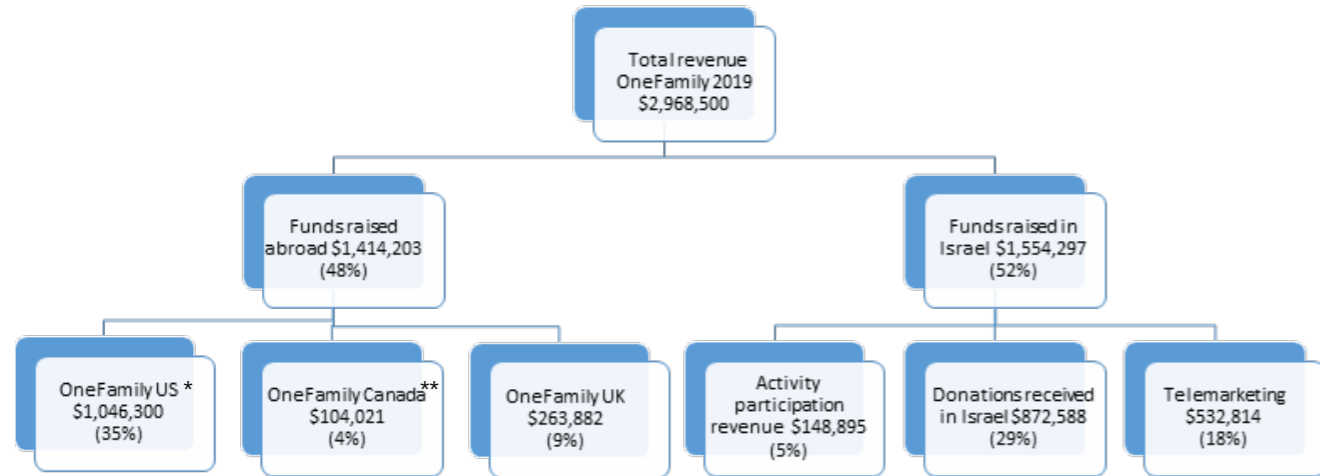 Total revenue
OneFamily 2019
$2,968,500
Funds raised
abroad $1,414,203
(48%)
Funds raised in
Israel $1,554,297
(52%)
OneFamily US *
$1,046,300
(35%)
OneFamily Canada**
$104,021
(4%)
OneFamily UK
$263,882
(9%)
Activity
participation
revenue $148,895
(5%)
Donations received
in Israel $872,588
(29%)
Telemarketing
$532,814
(18%)